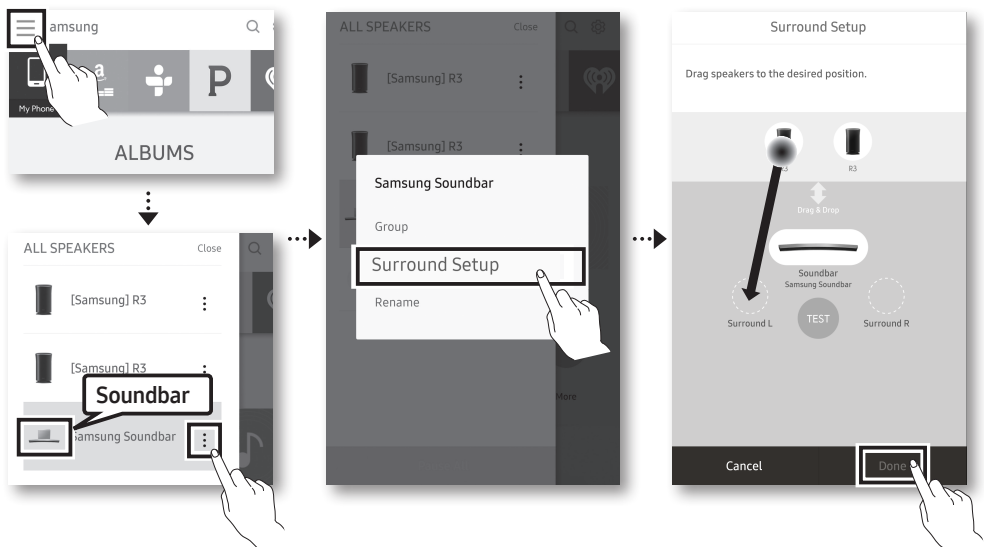 amsung
a
P
My Phone
ALBUMS
ALL SPEAKERS
Close
[Samsung] R3
[Samsung] R3
Soundbar
Samsung Soundbar
ALL SPEAKERS
Close
[Samsung] R3
[Samsung] R3
Samsung Soundbar
Group
Surround Setup
Rename
More
Surround Setup
Drag speakers to the desired position.
R3
R3
Drag & Drop
Soundbar
Samsung Soundbar
Surround L
TEST
Surround R
Cancel
Done